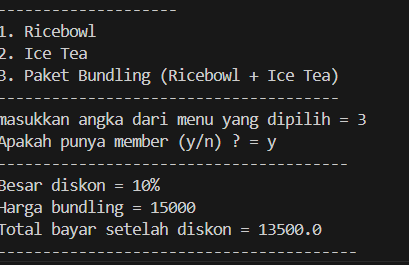 --------------------
1. Ricebowl
2. Ice Tea
3. Paket Bundling (Ricebowl + Ice Tea)
--------------------------------------
masukkan angka dari menu yang dipilih = 3
Apakah punya member (y/n) ? = y
---------------------------------------
Besar diskon = 10%
Harga bundling = 15000
Total bayar setelah diskon = 13500.0
----------------------------------------